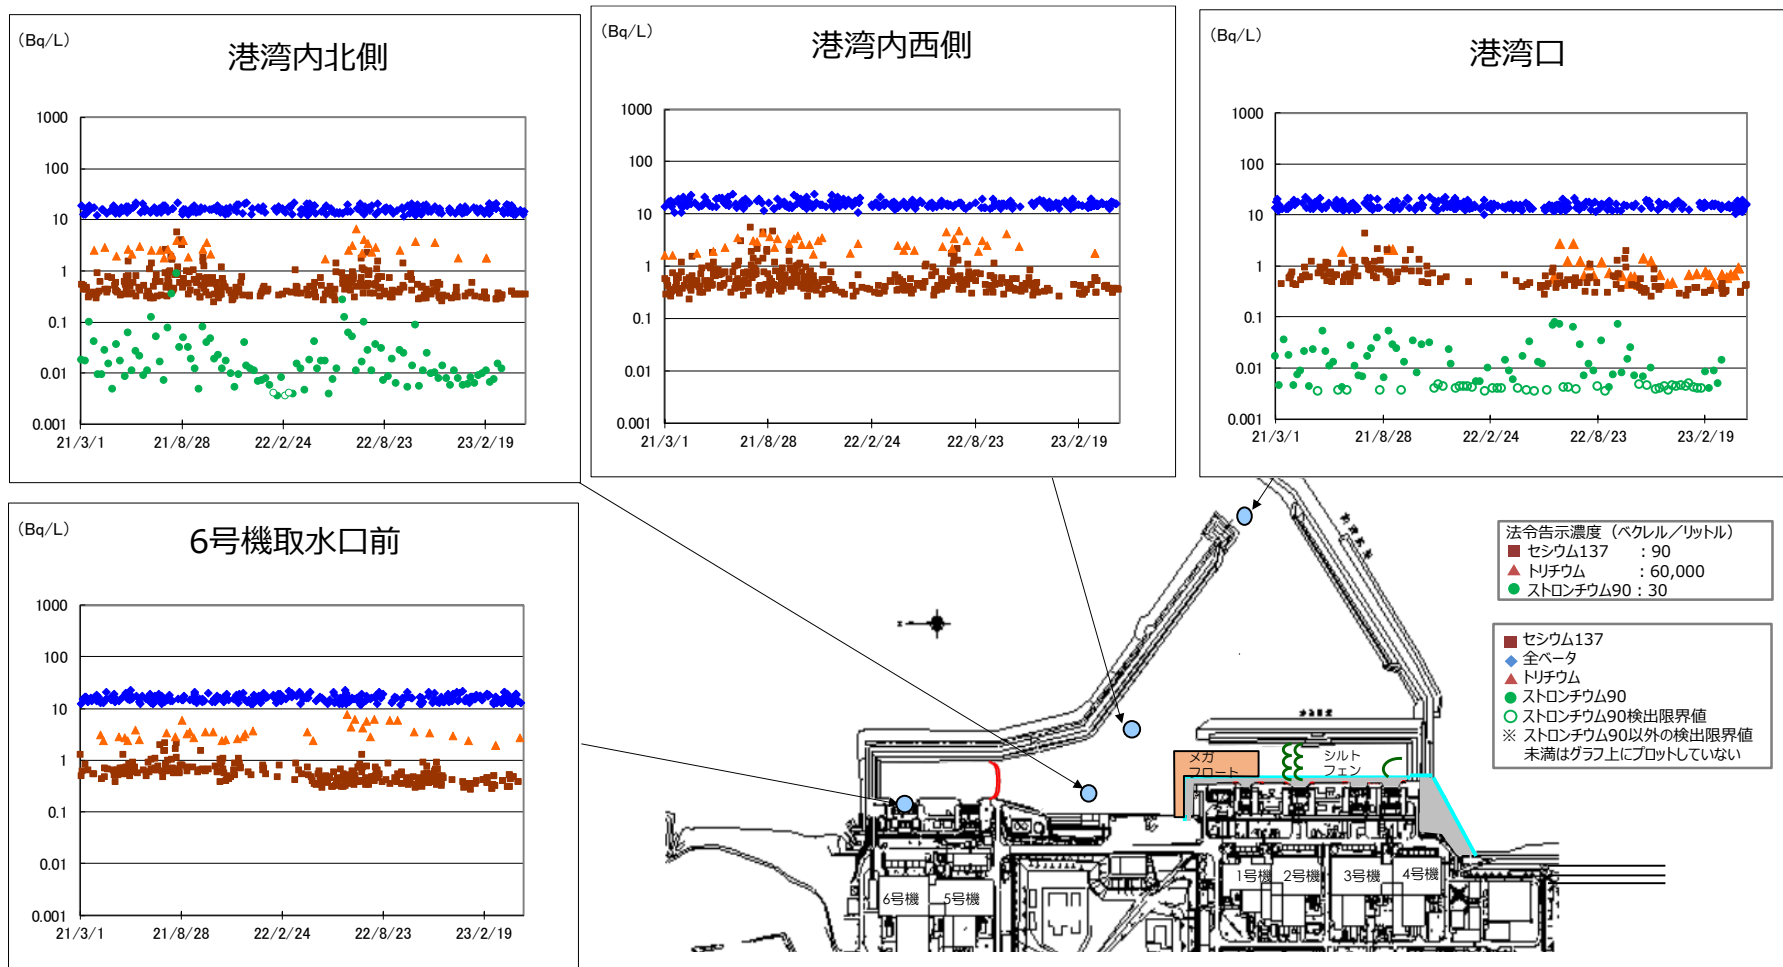 (Bq/L)
港湾内北側
1000
100
10
1
0.1
0.01
0.001
21/3/1
21/8/28
22/2/24
22/8/23
23/2/19
(Bq/L)
港湾内西側
1000
100
10
1
0.1
0.01
0.001
21/3/1
21/8/28
22/2/24
22/8/23
23/2/19
(Bq/L)
港湾口
1000
100
10
1
0.1
0.01
0.001
21/3/1
21/8/28
22/2/24
22/8/23
23/2/19
(Bq/L)
6号機取水口前
1000
100
10
1
0.1
0.01
0.001
21/3/1
21/8/28
22/2/24
22/8/23
23/2/19
法令告示濃度（ベクレル／リットル）
セシウム137 : 90
トリチウム : 60,000
ストロンチウム90 : 30
セシウム137
全ベータ
トリチウム
ストロンチウム90
ストロンチウム90検出限界値
※ ストロンチウム90以外の検出限界値
未満はグラフ上にプロットしていない
メガ
フロート
シルト
フェン
6号機
5号機
1号機
2号機
3号機
4号機